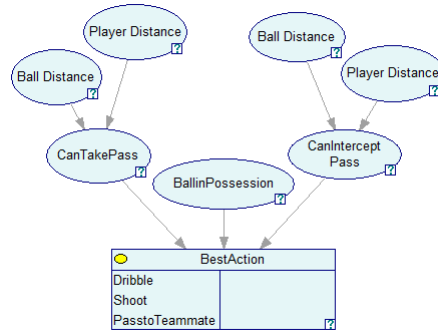 Player Distance
Ball Distance
Ball Distance
Player Distance
?
?
?
?
CanTakePass
CanIntercept
Pass
?
?
BallinPossession
?
BestAction
Dribble
Shoot
PasstoTeammate
?